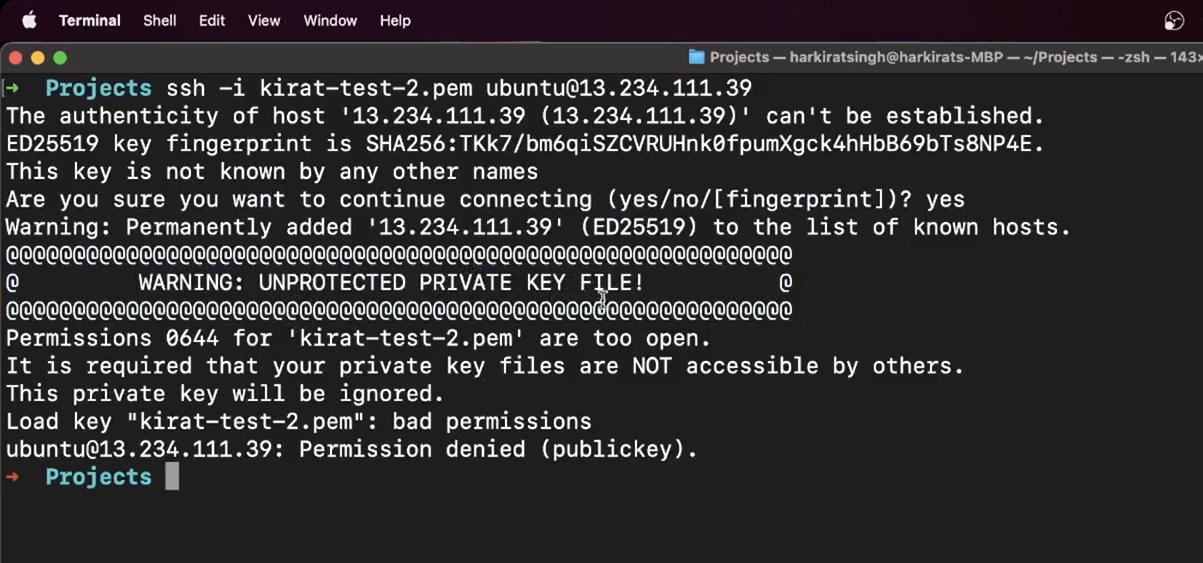 Terminal Shell Edit View Window Help
Projects — harkiratsingh@harkirats-MBP — ~/Projects — -zsh — 143×
➜ Projects ssh -i kirat-test-2.pem ubuntu@13.234.111.39
The authenticity of host '13.234.111.39 (13.234.111.39)' can't be established.
ED25519 key fingerprint is SHA256:TKk7/bm6qiSZCVRUHnk0fpumXgck4hHbB69bTs8NP4E.
This key is not known by any other names
Are you sure you want to continue connecting (yes/no/[fingerprint])? yes
Warning: Permanently added '13.234.111.39' (ED25519) to the list of known hosts.
@@@@@@@@@@@@@@@@@@@@@@@@@@@@@@@@@@@@@@@@@@@@@@@@@@@@@@@@@@@
@         WARNING: UNPROTECTED PRIVATE KEY FILE!          @
@@@@@@@@@@@@@@@@@@@@@@@@@@@@@@@@@@@@@@@@@@@@@@@@@@@@@@@@@@@
Permissions 0644 for 'kirat-test-2.pem' are too open.
It is required that your private key files are NOT accessible by others.
This private key will be ignored.
Load key "kirat-test-2.pem": bad permissions
ubuntu@13.234.111.39: Permission denied (publickey).
➜ Projects